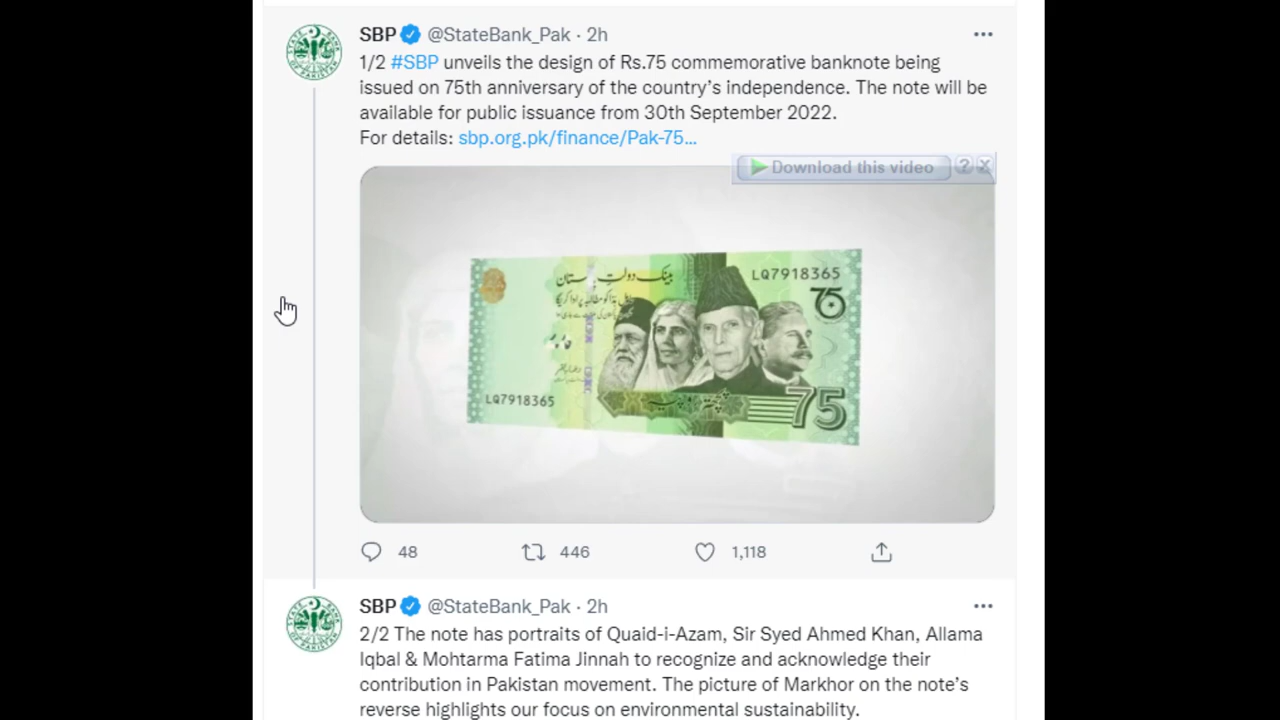 SBP @StateBank_Pak · 2h
1/2 #SBP unveils the design of Rs.75 commemorative banknote being
issued on 75th anniversary of the country's independence. The note will be
available for public issuance from 30th September 2022.
For details: sbp.org.pk/finance/Pak-75...
Download this video ? X
LQ7918365
75
LQ7918365
75
48 446 1,118
SBP @StateBank_Pak · 2h
2/2 The note has portraits of Quaid-i-Azam, Sir Syed Ahmed Khan, Allama
Iqbal & Mohtarma Fatima Jinnah to recognize and acknowledge their
contribution in Pakistan movement. The picture of Markhor on the note's
reverse highlights our focus on environmental sustainability.